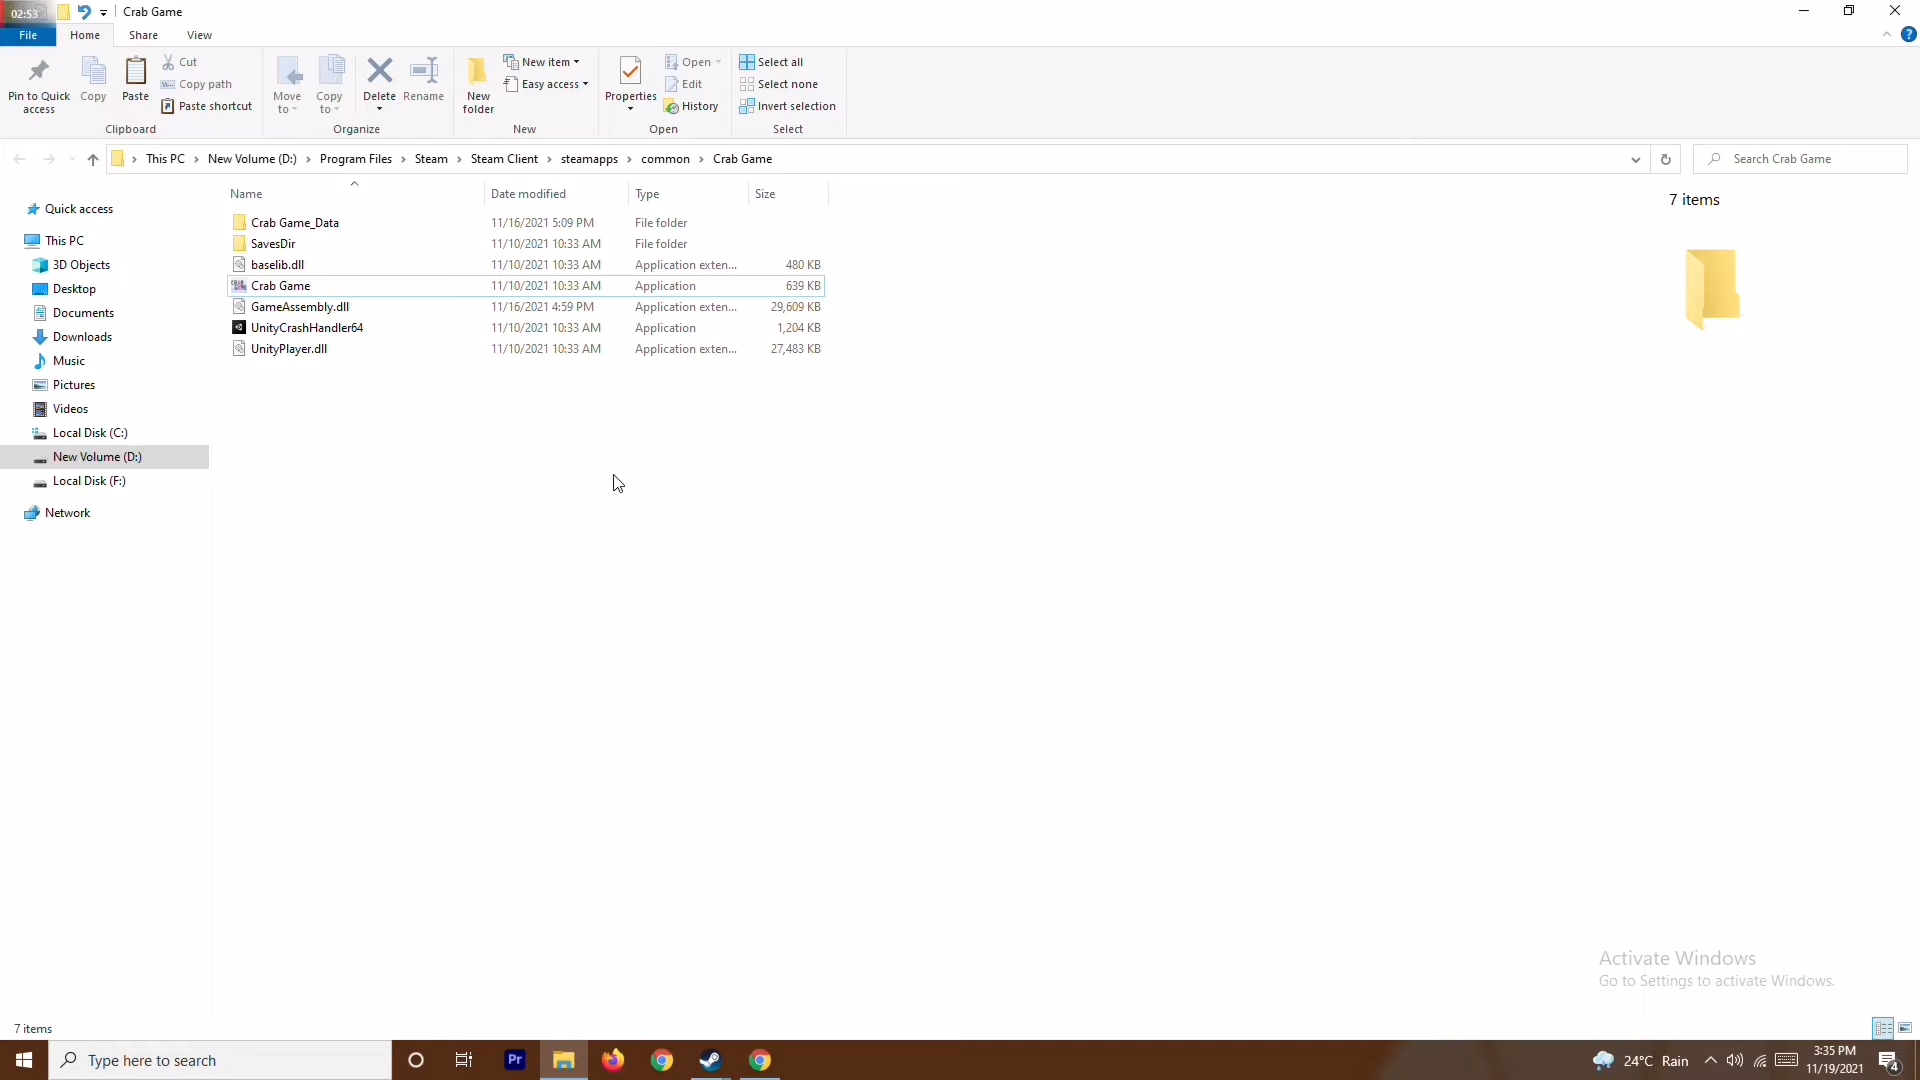 02:53 Crab Game
File Home Share View
Pin to Quick access
Copy
Paste
Cut
Copy path
Paste shortcut
Clipboard
Move to
Copy to
Delete
Rename
Organize
New folder
New item
Easy access
New
Properties
Open
Edit
History
Open
Select all
Select none
Invert selection
Select
This PC › New Volume (D:) › Program Files › Steam › Steam Client › steamapps › common › Crab Game
Search Crab Game
Quick access
This PC
3D Objects
Desktop
Documents
Downloads
Music
Pictures
Videos
Local Disk (C:)
New Volume (D:)
Local Disk (F:)
Network
Name Date modified Type Size
Crab Game_Data 11/16/2021 5:09 PM File folder
SavesDir 11/10/2021 10:33 AM File folder
baselib.dll 11/10/2021 10:33 AM Application exten... 480 KB
Crab Game 11/10/2021 10:33 AM Application 639 KB
GameAssembly.dll 11/16/2021 4:59 PM Application exten... 29,609 KB
UnityCrashHandler64 11/10/2021 10:33 AM Application 1,204 KB
UnityPlayer.dll 11/10/2021 10:33 AM Application exten... 27,483 KB
7 items
Activate Windows
Go to Settings to activate Windows.
7 items
Type here to search
Pr
24°C Rain
3:35 PM
11/19/2021
4